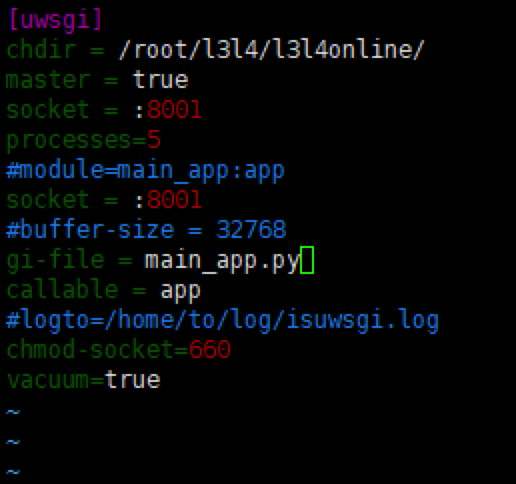 [uwsgi]
chdir = /root/l3l4/l3l4online/
master = true
socket = :8001
processes=5
#module=main_app:app
socket = :8001
#buffer-size = 32768
gi-file = main_app.py
callable = app
#logto=/home/to/log/isuwsgi.log
chmod-socket=660
vacuum=true
~
~
~